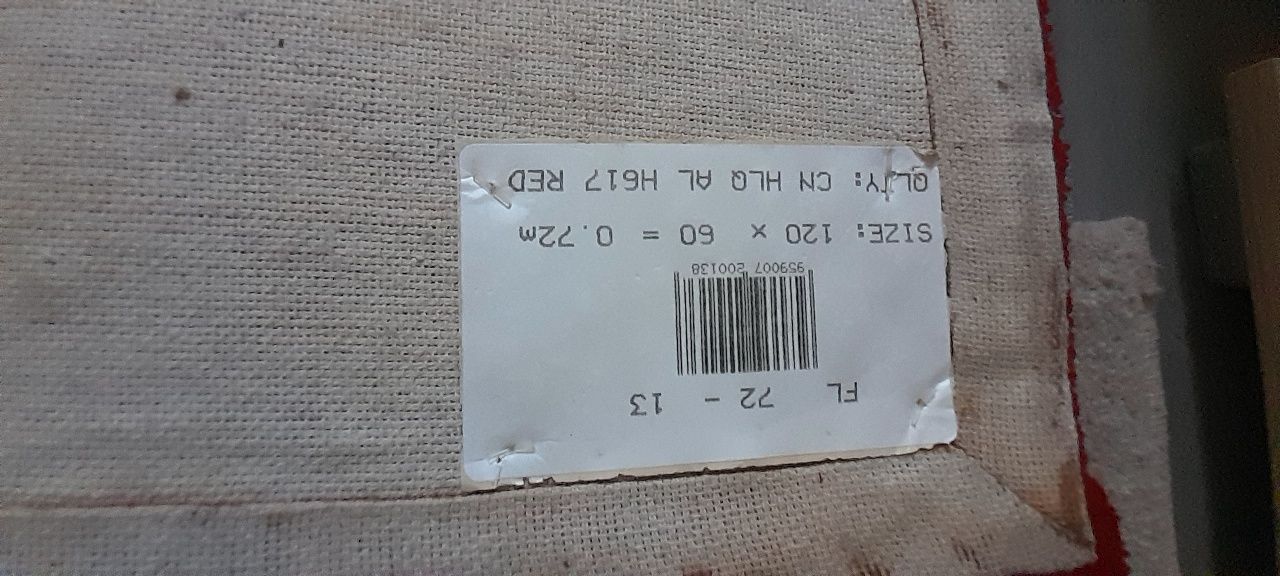 FL 72 - 13
959007 200138
SIZE: 120 x 60 = 0.72m
QLTY: CN HLQ AL H617 RED